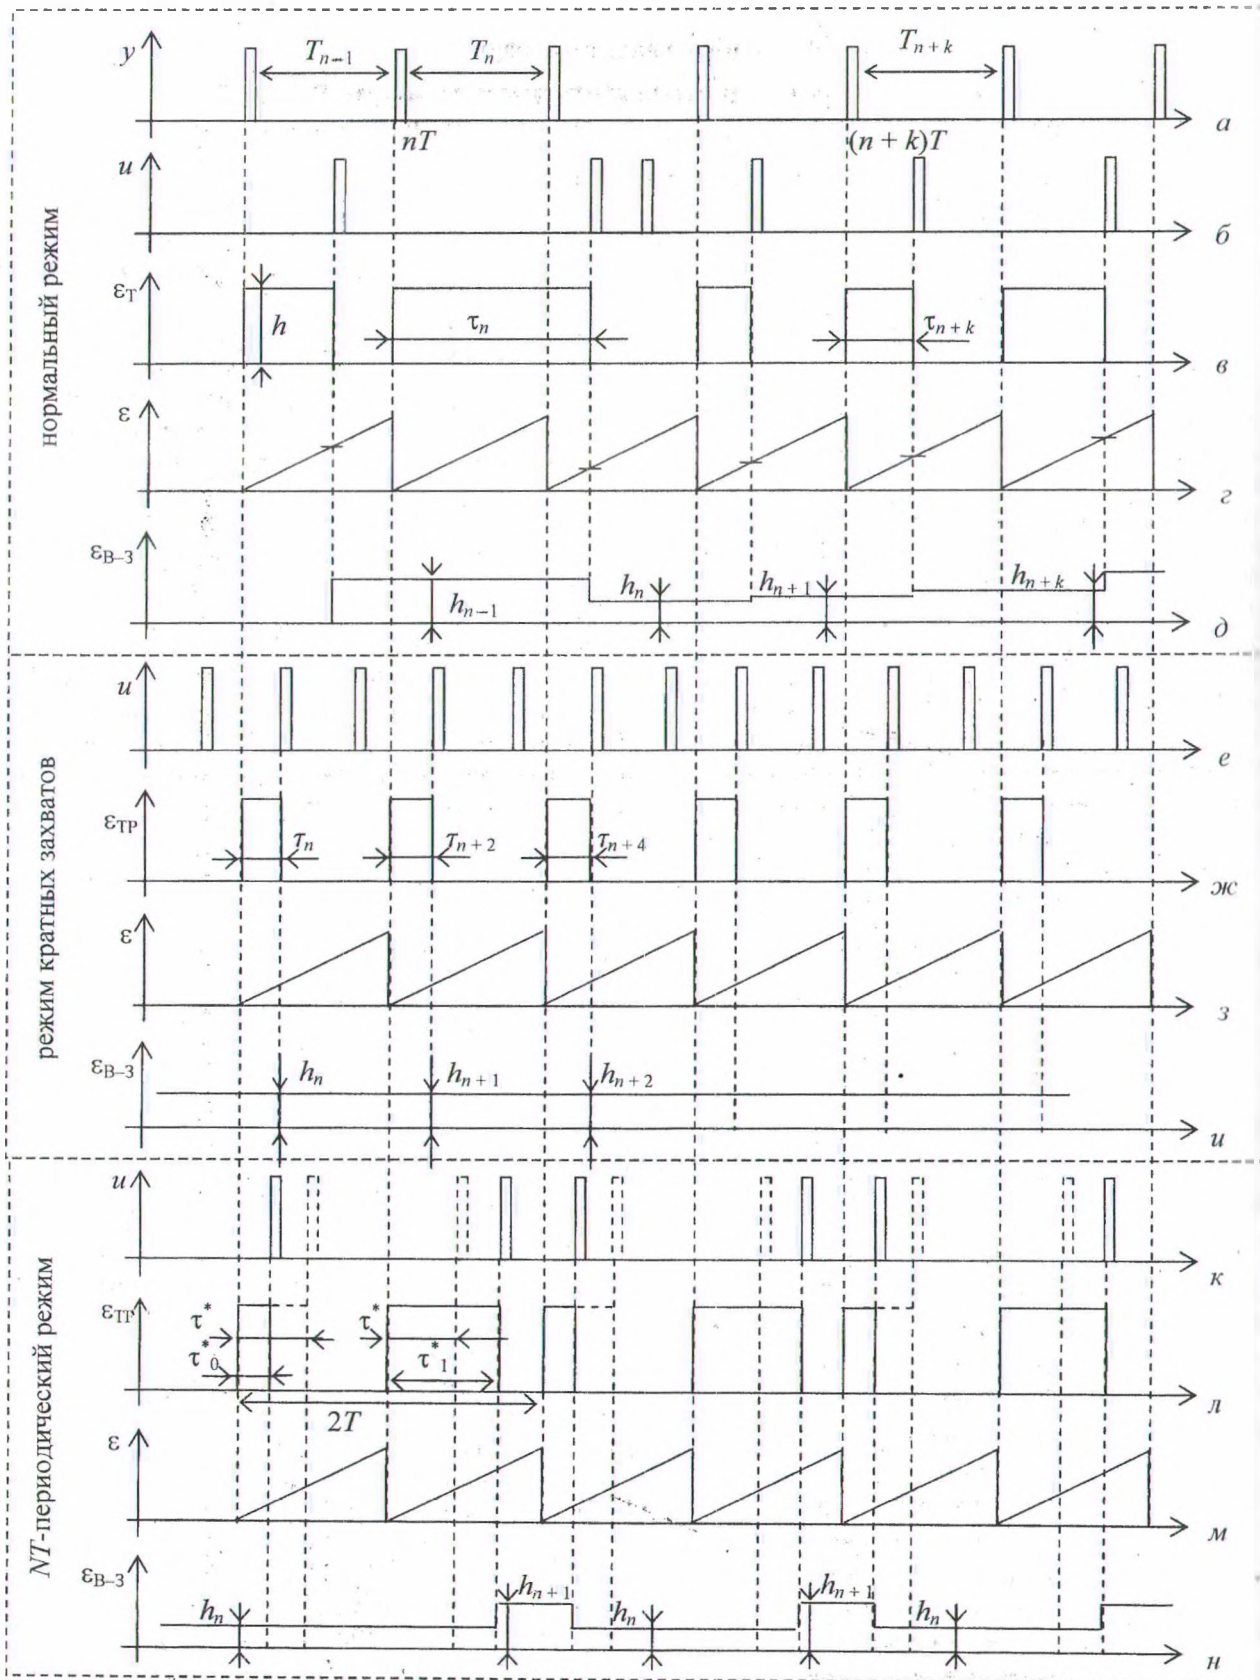 нормальный режим
y
T_{n-1}
T_n
T_{n+k}
nT
(n + k)T
а
u
б
ε_T
h
τ_n
τ_{n+k}
в
ε
г
ε_{В-З}
h_{n-1}
h_n
h_{n+1}
h_{n+k}
д
режим кратных захватов
u
е
ε_{ТР}
τ_n
τ_{n+2}
τ_{n+4}
ж
ε
з
ε_{В-З}
h_n
h_{n+1}
h_{n+2}
и
NT-периодический режим
u
к
ε_{ТР}
τ^*
τ^*_0
τ^*
τ^*_1
2T
л
ε
м
ε_{В-З}
h_n
h_{n+1}
h_n
h_{n+1}
h_n
н